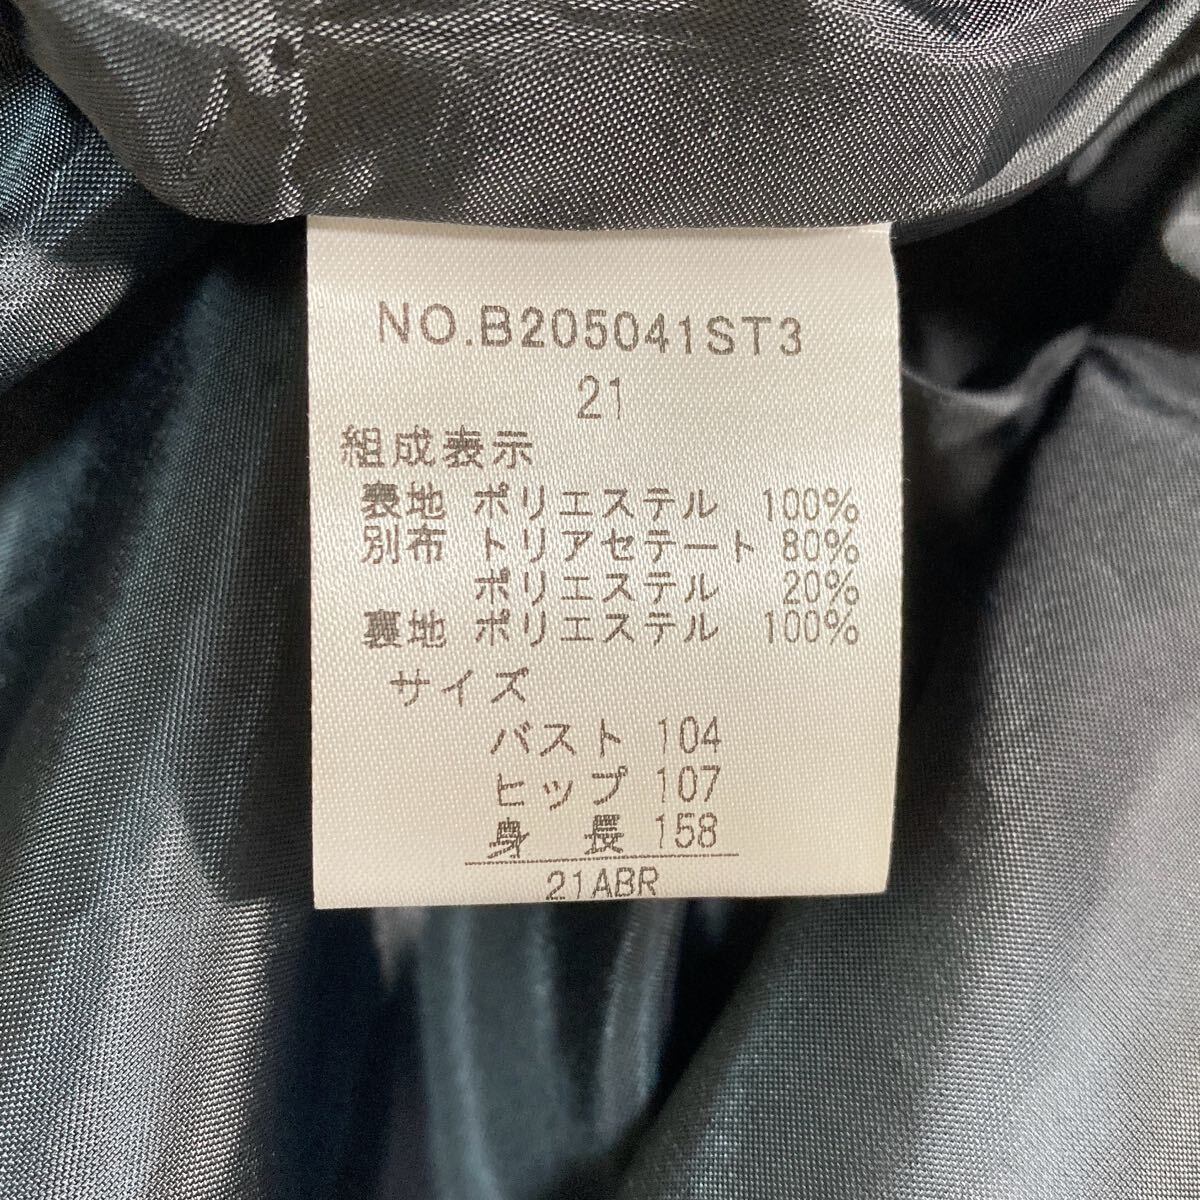 NO.B205041ST3
21
組成表示
表地 ポリエステル 100%
別布 トリアセテート 80%
ポリエステル 20%
裏地 ポリエステル 100%
サイズ
バスト 104
ヒップ 107
身 長 158
21ABR